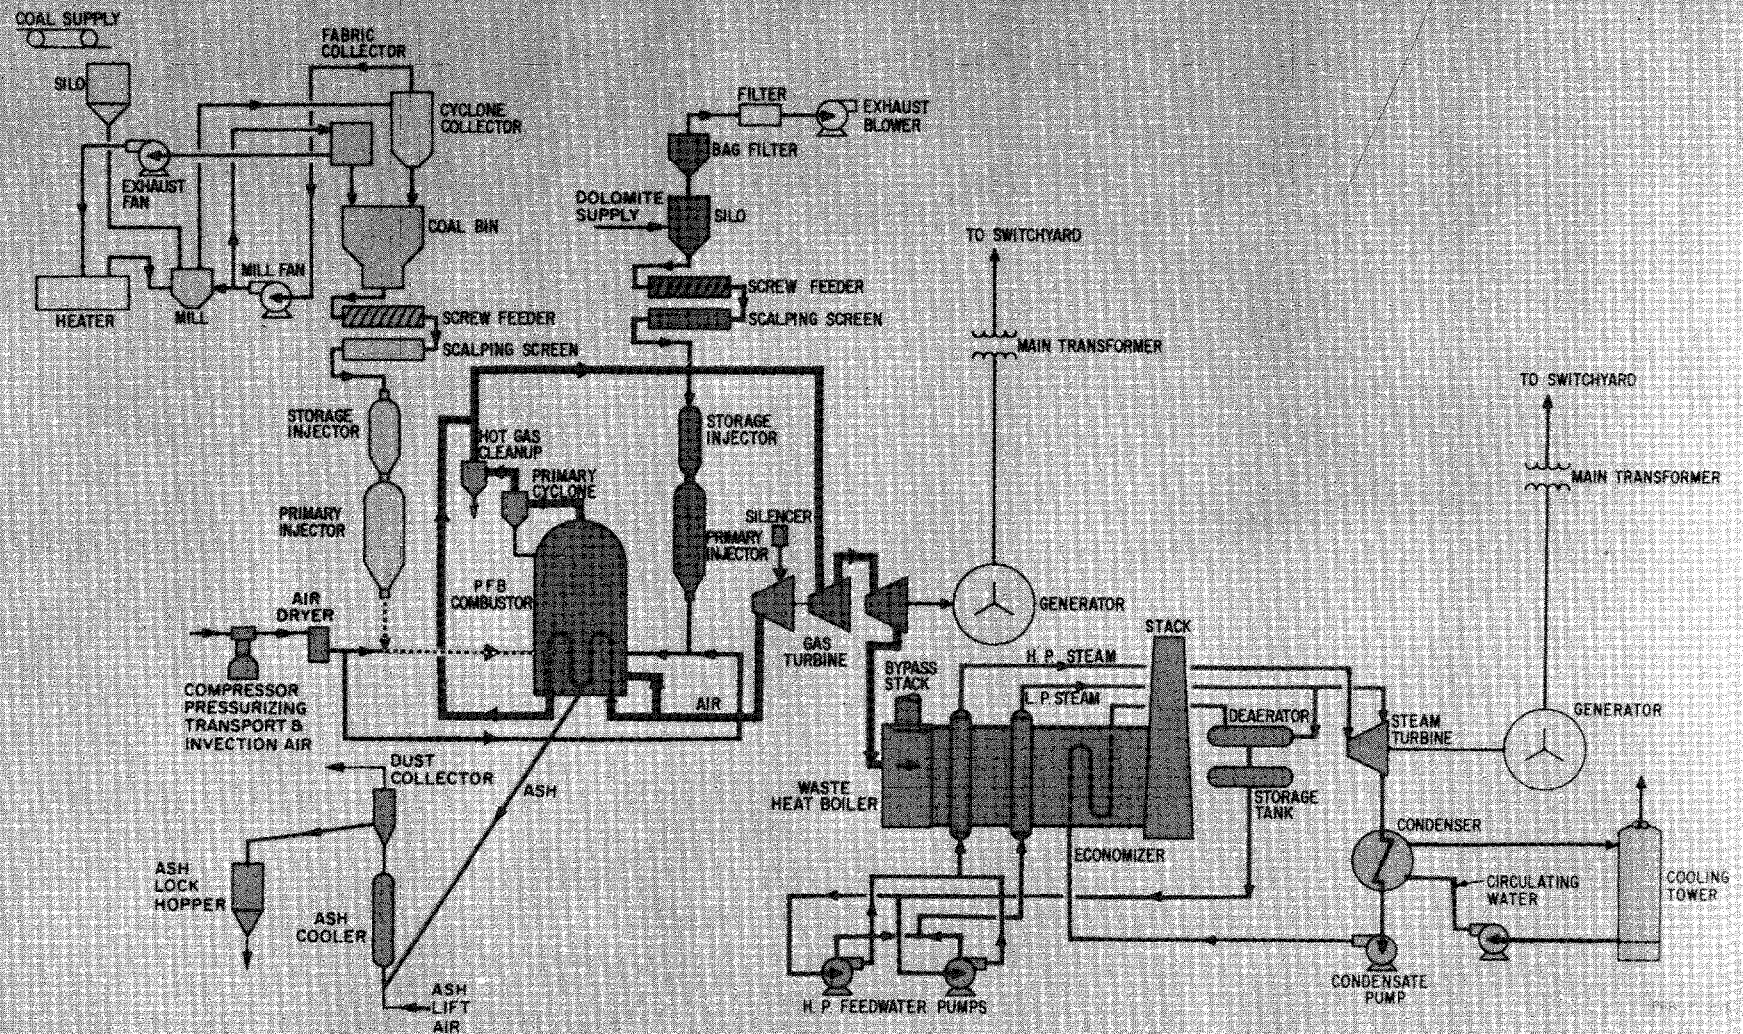 COAL SUPPLY
SILO
FABRIC
COLLECTOR
CYCLONE
COLLECTOR
EXHAUST
FAN
COAL BIN
MILL FAN
HEATER
MILL
SCREW FEEDER
SCALPING SCREEN
FILTER
EXHAUST
BLOWER
BAG FILTER
DOLOMITE
SUPPLY
SILO
SCREW FEEDER
SCALPING SCREEN
TO SWITCHYARD
MAIN TRANSFORMER
TO SWITCHYARD
MAIN TRANSFORMER
STORAGE
INJECTOR
HOT GAS
CLEANUP
PRIMARY
CYCLONE
STORAGE
INJECTOR
PRIMARY
INJECTOR
SILENCER
PRIMARY
INJECTOR
PFB
COMBUSTOR
AIR
DRYER
GAS
TURBINE
GENERATOR
STACK
COMPRESSOR
PRESSURIZING
TRANSPORT &
INVECTION AIR
AIR
BYPASS
STACK
H. P. STEAM
L. P. STEAM
DEAERATOR
STEAM
TURBINE
GENERATOR
DUST
COLLECTOR
ASH
WASTE
HEAT BOILER
STORAGE
TANK
CONDENSER
ECONOMIZER
ASH
LOCK
HOPPER
ASH
COOLER
CIRCULATING
WATER
COOLING
TOWER
ASH
LIFT
AIR
H. P. FEEDWATER PUMPS
CONDENSATE
PUMP